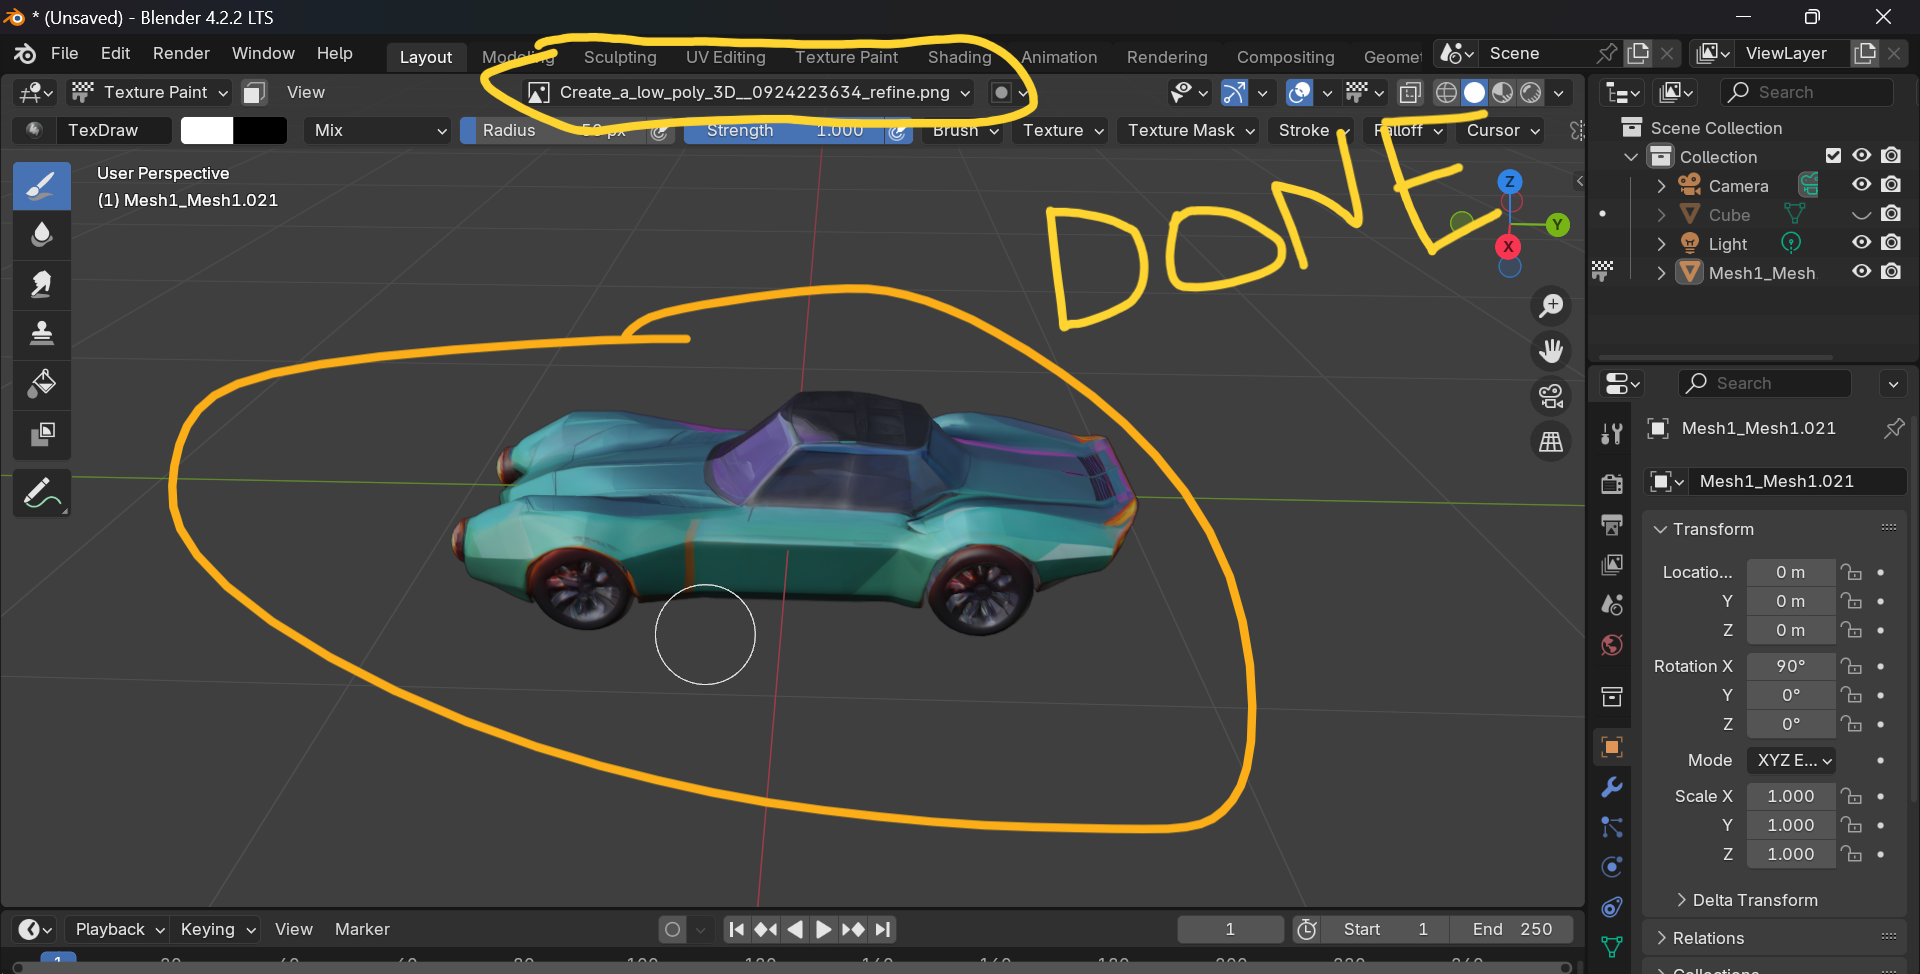 * (Unsaved) - Blender 4.2.2 LTS
File Edit Render Window Help Layout Modeling Sculpting UV Editing Texture Paint Shading Animation Rendering Compositing Geomet Scene ViewLayer
Texture Paint View Create_a_low_poly_3D__0924223634_refine.png Search
TexDraw Mix Radius 50 px Strength 1.000 Brush Texture Texture Mask Stroke Falloff Cursor
DONE
User Perspective
(1) Mesh1_Mesh1.021
Z
Y
X
Scene Collection
Collection
Camera
Cube
Light
Mesh1_Mesh
Search
Mesh1_Mesh1.021
Mesh1_Mesh1.021
Transform
Locatio... 0 m
Y 0 m
Z 0 m
Rotation X 90°
Y 0°
Z 0°
Mode XYZ E...
Scale X 1.000
Y 1.000
Z 1.000
Delta Transform
Relations
Collections
Playback Keying View Marker 1 Start 1 End 250
1